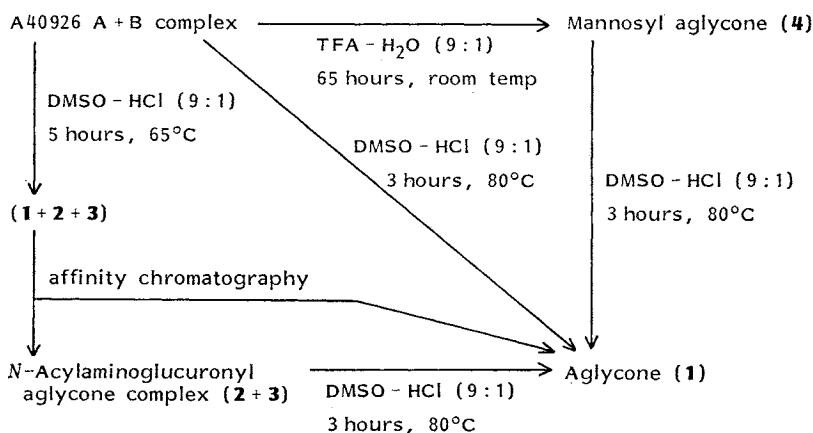 A40926 A + B complex
TFA - H₂O (9 : 1)
65 hours, room temp
Mannosyl aglycone (4)
DMSO - HCl (9 : 1)
5 hours, 65°C
DMSO - HCl (9 : 1)
3 hours, 80°C
DMSO - HCl (9 : 1)
3 hours, 80°C
(1 + 2 + 3)
affinity chromatography
N-Acylaminoglucuronyl
aglycone complex (2 + 3)
DMSO - HCl (9 : 1)
3 hours, 80°C
Aglycone (1)